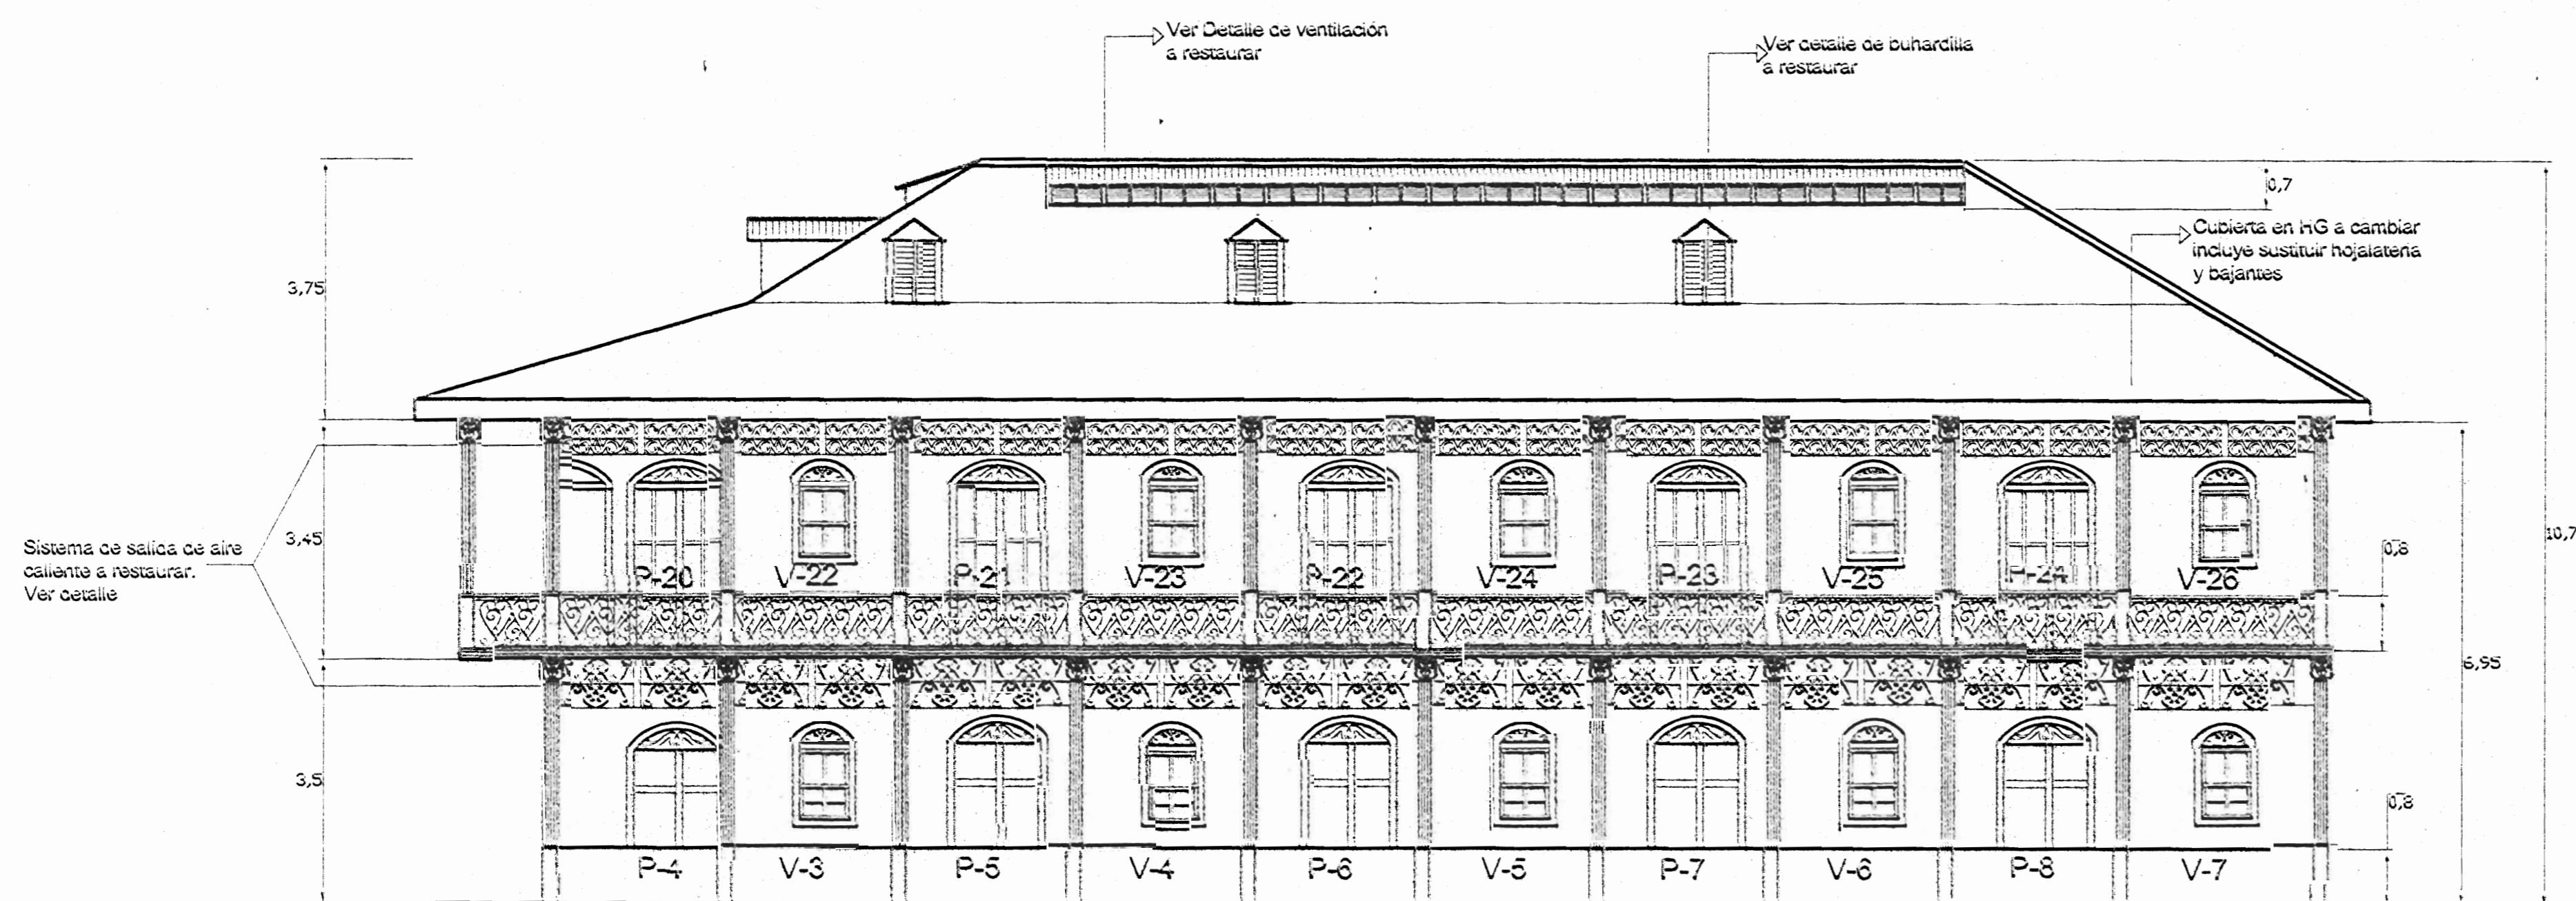 Ver Detalle de ventilación
a restaurar
Ver detalle de buhardilla
a restaurar
0,7
Cubierta en HG a cambiar
incluye sustituir hojalateria
y bajantes
3,75
3,45
Sistema de salida de aire
caliente a restaurar.
Ver detalle
10,7
0,8
P-20 V-22 P-21 V-23 P-22 V-24 P-23 V-25 P-24 V-26
6,95
3,5
0,8
P-4 V-3 P-5 V-4 P-6 V-5 P-7 V-6 P-8 V-7